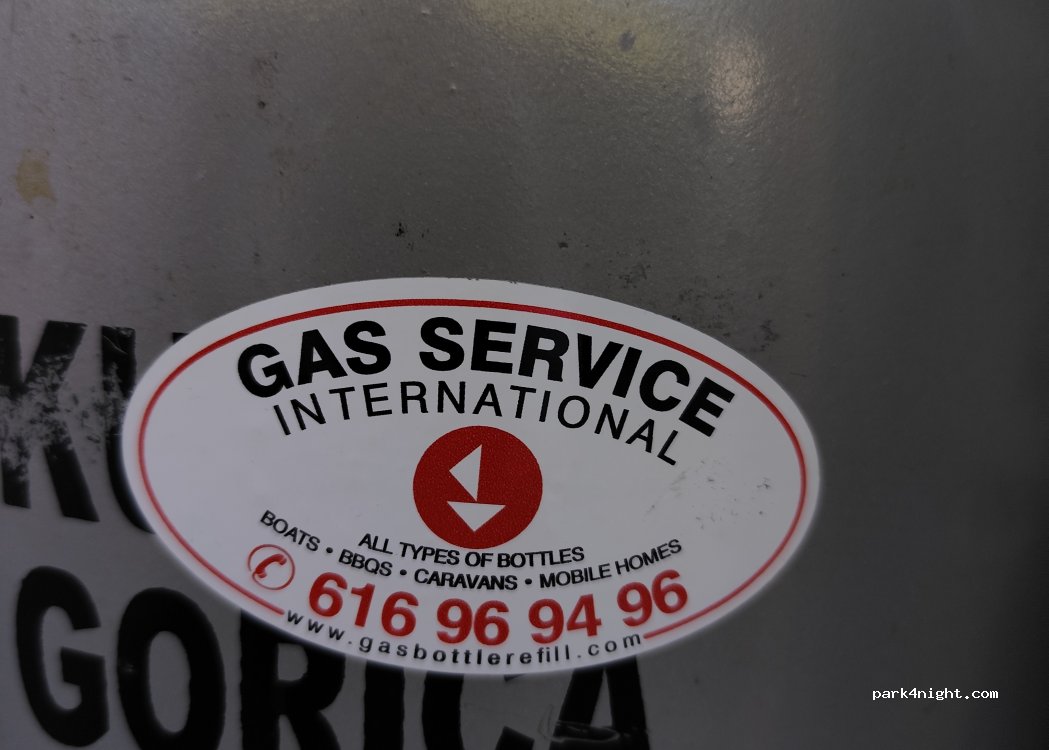 GAS SERVICE
INTERNATIONAL
ALL TYPES OF BOTTLES
BOATS • BBQS • CARAVANS • MOBILE HOMES
616 96 94 96
www.gasbottlerefill.com
GORICA
park4night.com